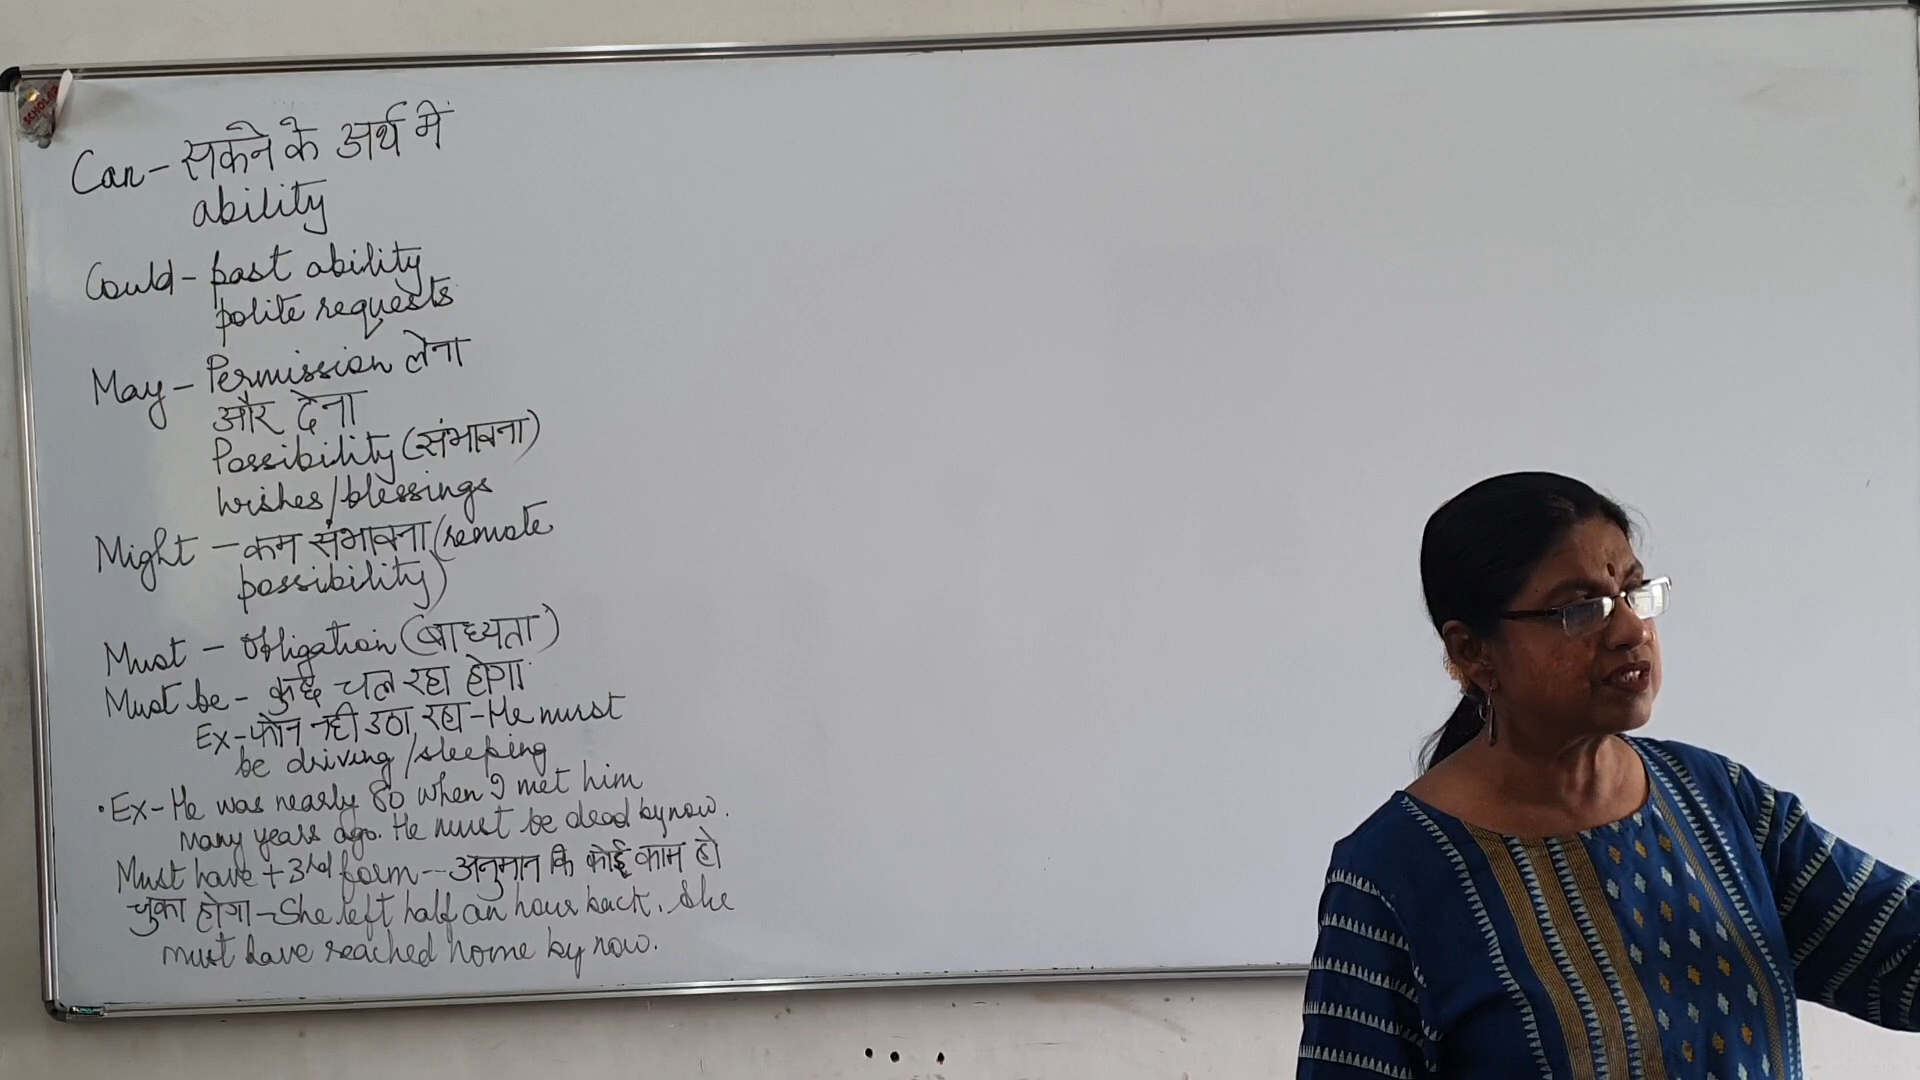 SCHOLAR
Can - सकने के अर्थ में
ability
Could - past ability
polite requests
May - Permission लेना
और देना
Possibility (संभावना)
wishes/blessings
Might - कम संभावना (remote
possibility)
Must - Obligation (बाध्यता)
Must be - कुछ चल रहा होगा
Ex - फोन नही उठा रहा - He must
be driving/sleeping
• Ex - He was nearly 80 when I met him
many years ago. He must be dead by now.
Must have + 3rd form -- अनुमान कि कोई काम हो
चुका होगा - She left half an hour back. She
must have reached home by now.